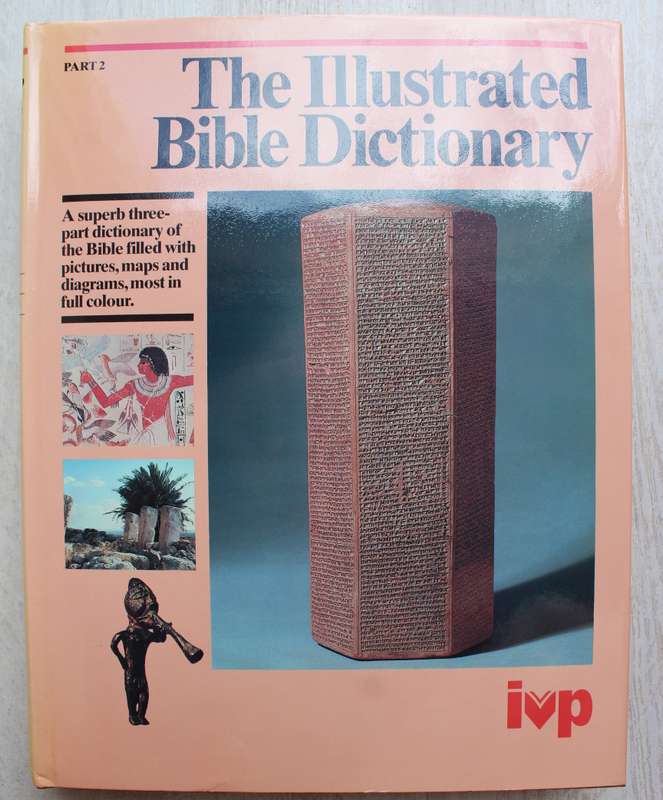 PART 2
The Illustrated
Bible Dictionary
A superb three-
part dictionary of
the Bible filled with
pictures, maps and
diagrams, most in
full colour.
ivp